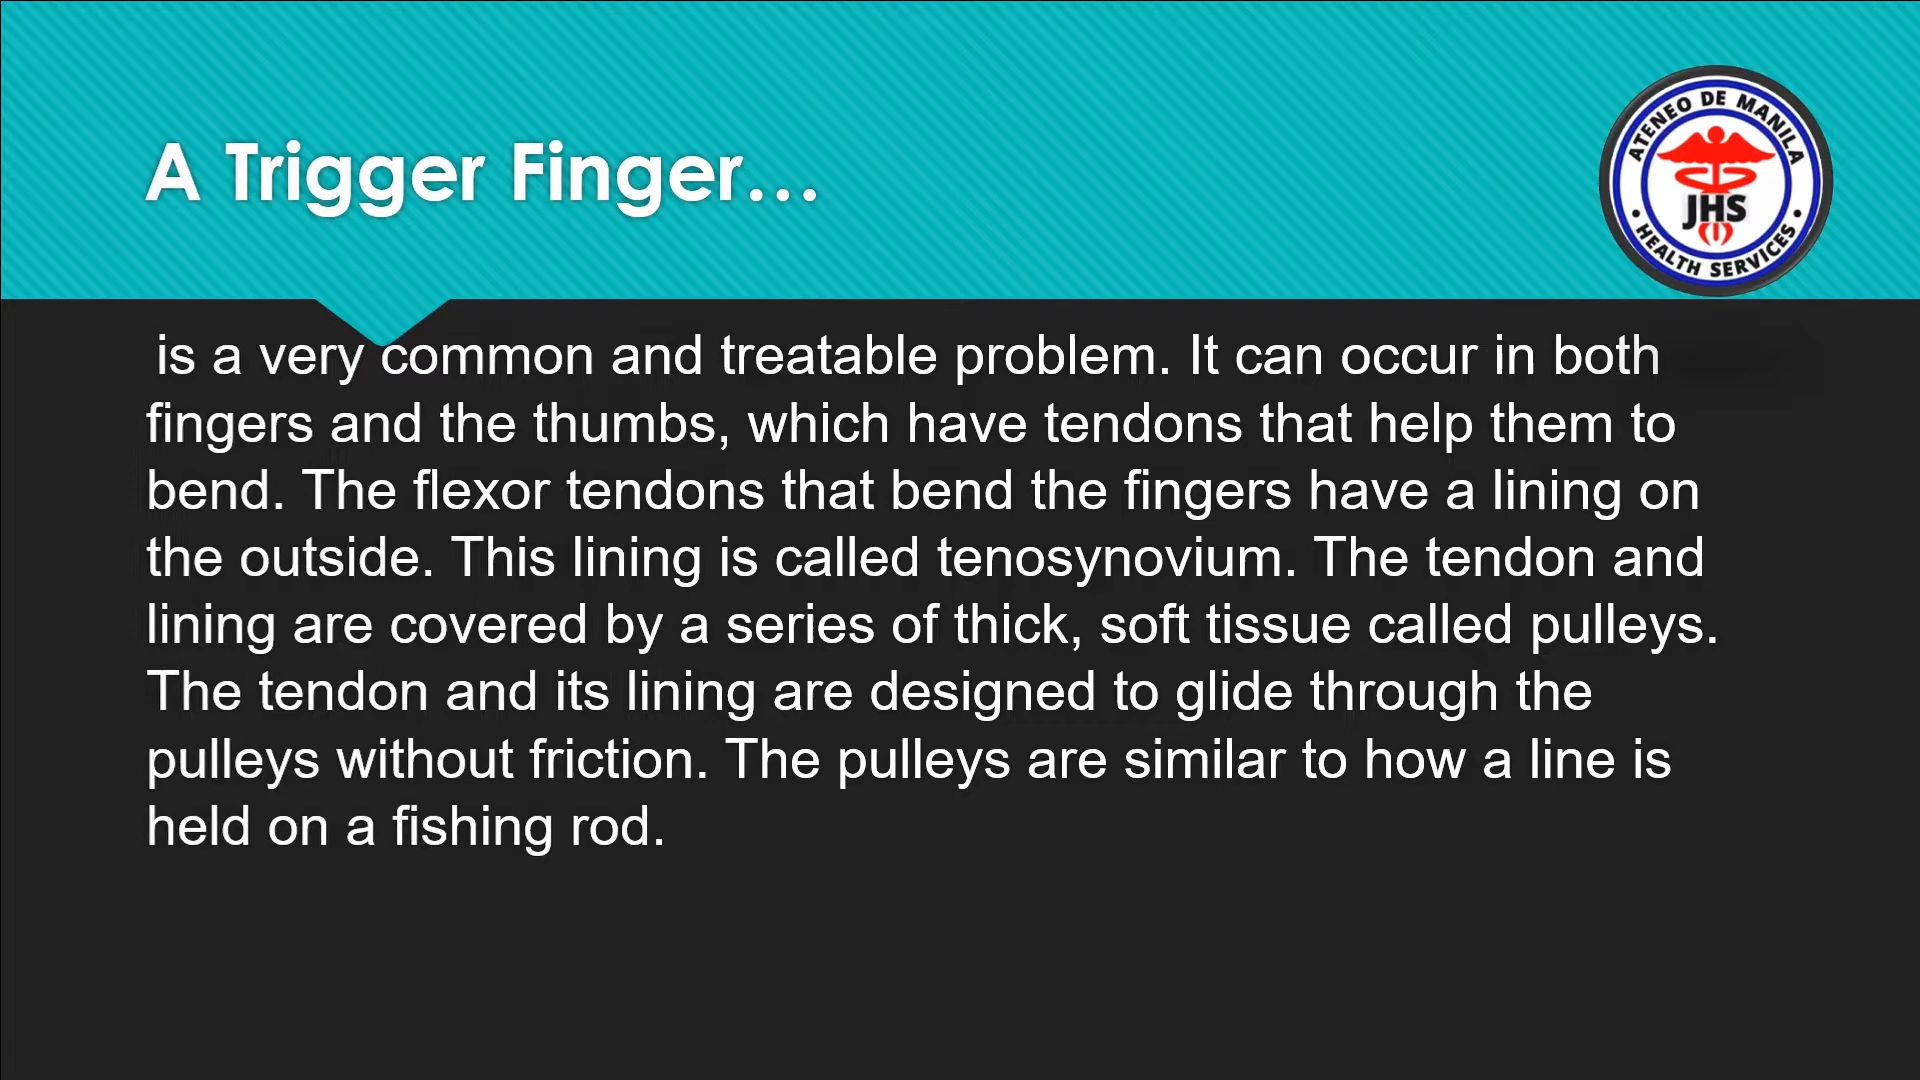 A Trigger Finger…
ATENEO DE MANILA
JHS
• HEALTH SERVICES •
is a very common and treatable problem. It can occur in both
fingers and the thumbs, which have tendons that help them to
bend. The flexor tendons that bend the fingers have a lining on
the outside. This lining is called tenosynovium. The tendon and
lining are covered by a series of thick, soft tissue called pulleys.
The tendon and its lining are designed to glide through the
pulleys without friction. The pulleys are similar to how a line is
held on a fishing rod.